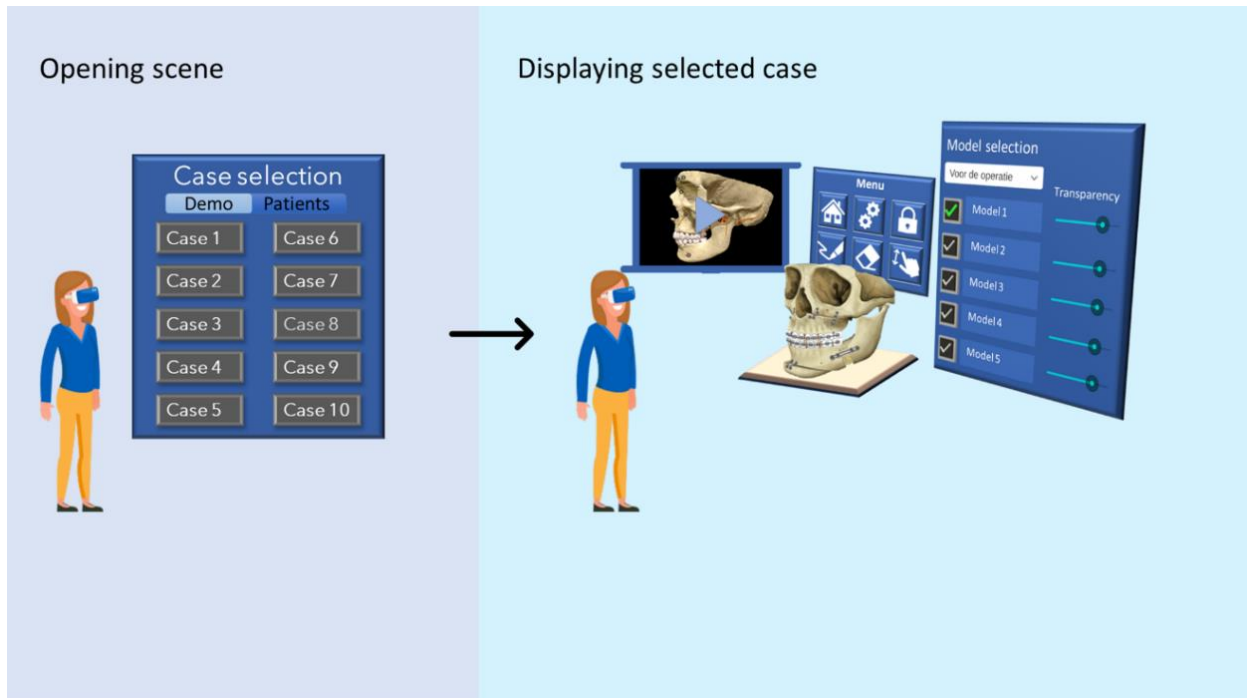 Opening scene
Displaying selected case
Case selection
Demo Patients
Case 1 Case 6
Case 2 Case 7
Case 3 Case 8
Case 4 Case 9
Case 5 Case 10
Menu
Model selection
Voor de operatie
Transparency
Model 1
Model 2
Model 3
Model 4
Model 5